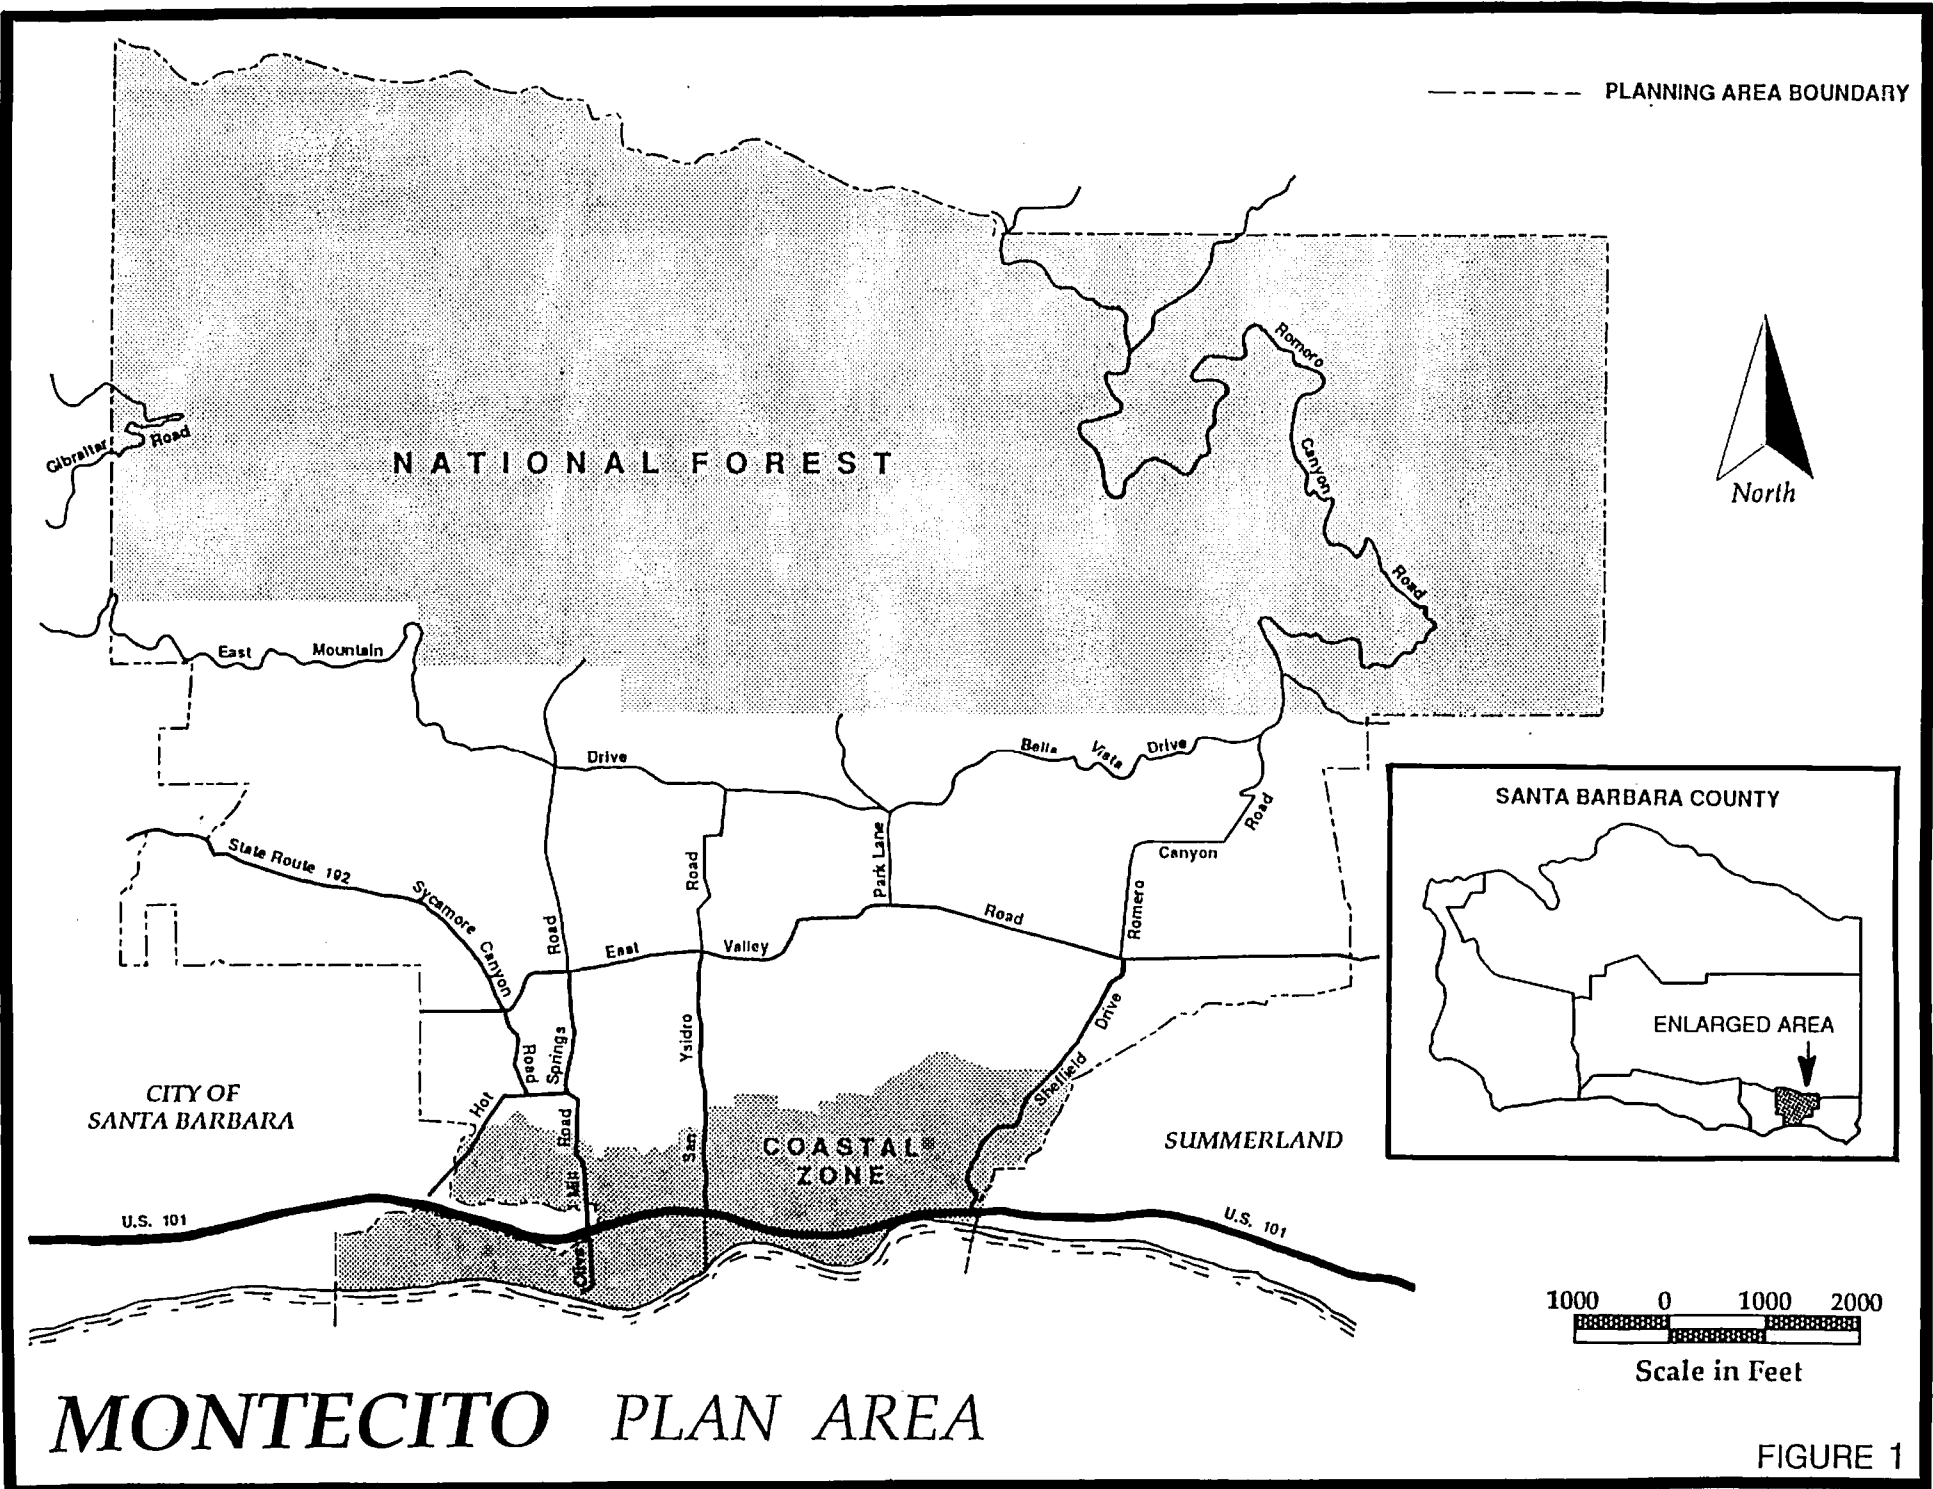 PLANNING AREA BOUNDARY
Romero
Canyon
Road
Gibraltar Road
NATIONAL FOREST
North
East Mountain
Drive
Bella Vista Drive
Road
Canyon
Romero
SANTA BARBARA COUNTY
ENLARGED AREA
State Route 192
Sycamore
Canyon
Road
Park Lane
Road
Road
East Valley
Road
Springs
Hot
Ysidro
San
Drive
Sheffield
CITY OF
SANTA BARBARA
COASTAL
ZONE
SUMMERLAND
Road
Mill
Olive
U.S. 101
U.S. 101
1000 0 1000 2000
Scale in Feet
MONTECITO PLAN AREA
FIGURE 1